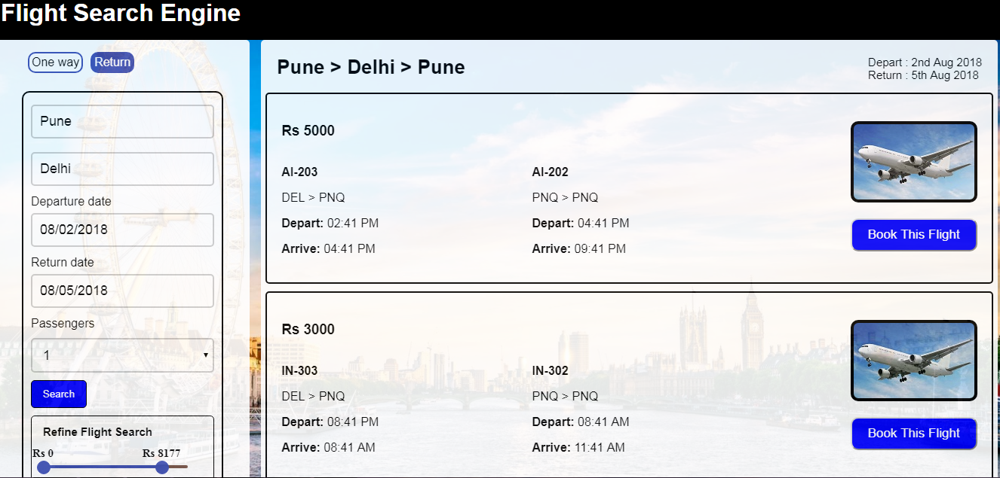 Flight Search Engine
One way Return
Pune
Delhi
Departure date
08/02/2018
Return date
08/05/2018
Passengers
1
Search
Refine Flight Search
Rs 0 Rs 8177
Pune > Delhi > Pune
Depart : 2nd Aug 2018
Return : 5th Aug 2018
Rs 5000
AI-203 AI-202
DEL > PNQ PNQ > PNQ
Depart: 02:41 PM Depart: 04:41 PM
Arrive: 04:41 PM Arrive: 09:41 PM
Book This Flight
Rs 3000
IN-303 IN-302
DEL > PNQ PNQ > PNQ
Depart: 08:41 PM Depart: 08:41 AM
Arrive: 08:41 AM Arrive: 11:41 AM
Book This Flight